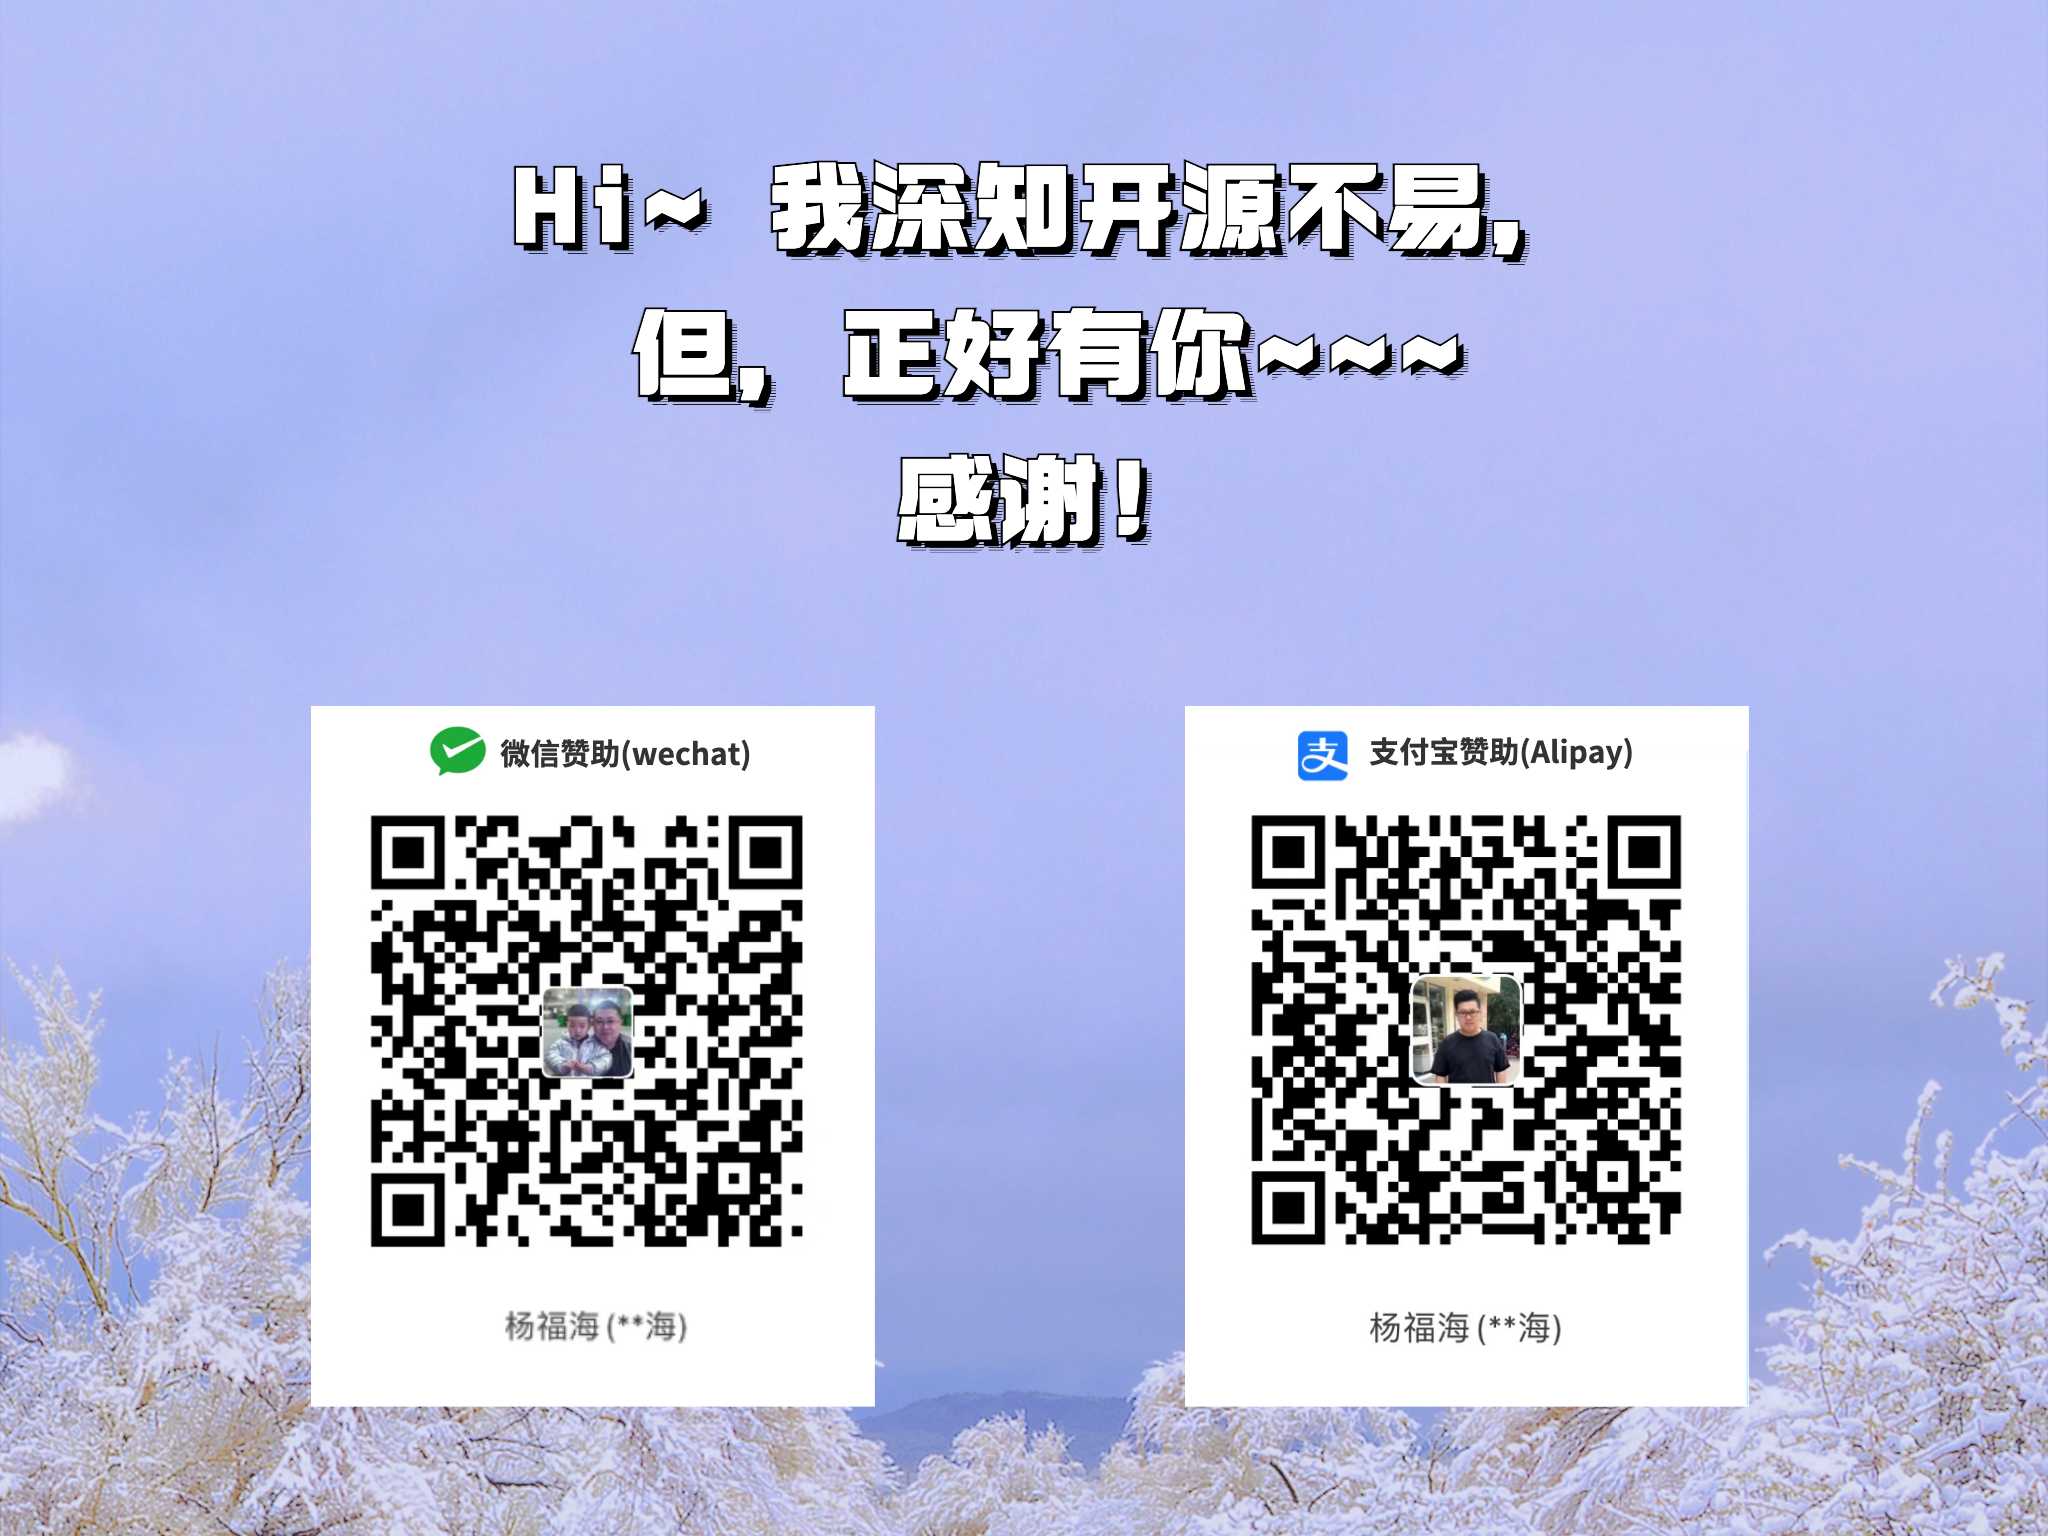 Hi~ 我深知开源不易,
但, 正好有你~~~
感谢!
微信赞助(wechat)
支付宝赞助(Alipay)
杨福海(**海)
杨福海(**海)